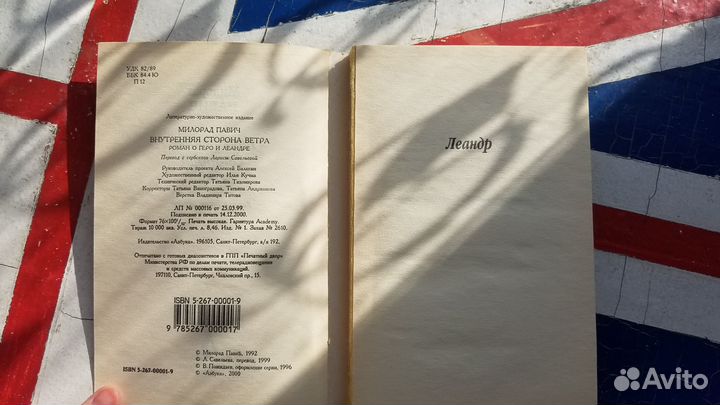 УДК 82/89
ББК 84.4 Ю
П 12
Литературно-художественное издание
МИЛОРАД ПАВИЧ
ВНУТРЕННЯЯ СТОРОНА ВЕТРА
РОМАН О ГЕРО И ЛЕАНДРЕ
Перевод с сербского Ларисы Савельевой
Руководитель проекта Алексей Балакин
Художественный редактор Илья Кучма
Технический редактор Татьяна Тихомирова
Корректоры Татьяна Виноградова, Татьяна Андрианова
Верстка Владимира Титова
ЛП № 000116 от 25.03.99.
Подписано в печать 14.12.2000.
Формат 76×100 1/32. Печать высокая. Гарнитура Academy.
Тираж 10 000 экз. Усл. печ. л. 8,46. Изд. № 1. Заказ № 2610.
Издательство «Азбука». 196105, Санкт-Петербург, а/я 192.
Отпечатано с готовых диапозитивов в ГПП «Печатный двор»
Министерства РФ по делам печати, телерадиовещания
и средств массовых коммуникаций.
197110, Санкт-Петербург, Чкаловский пр., 15.
ISBN 5-267-00001-9
9 785267 000017
© Милорад Павић, 1992
© Л. Савельева, перевод, 1999
© В. Пожидаев, оформление серии, 1996
© «Азбука», 2000
ISBN 5-267-00001-9
Леандр
Avito